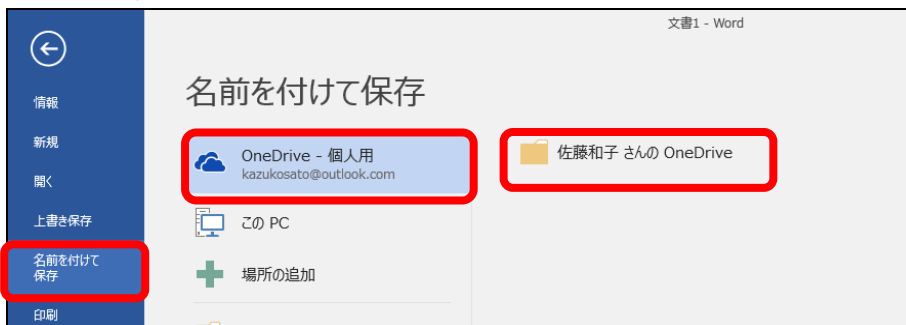 文書1 - Word
情報
新規
開く
上書き保存
名前を付けて
保存
印刷
名前を付けて保存
OneDrive - 個人用
kazukosato@outlook.com
この PC
場所の追加
佐藤和子 さんの OneDrive